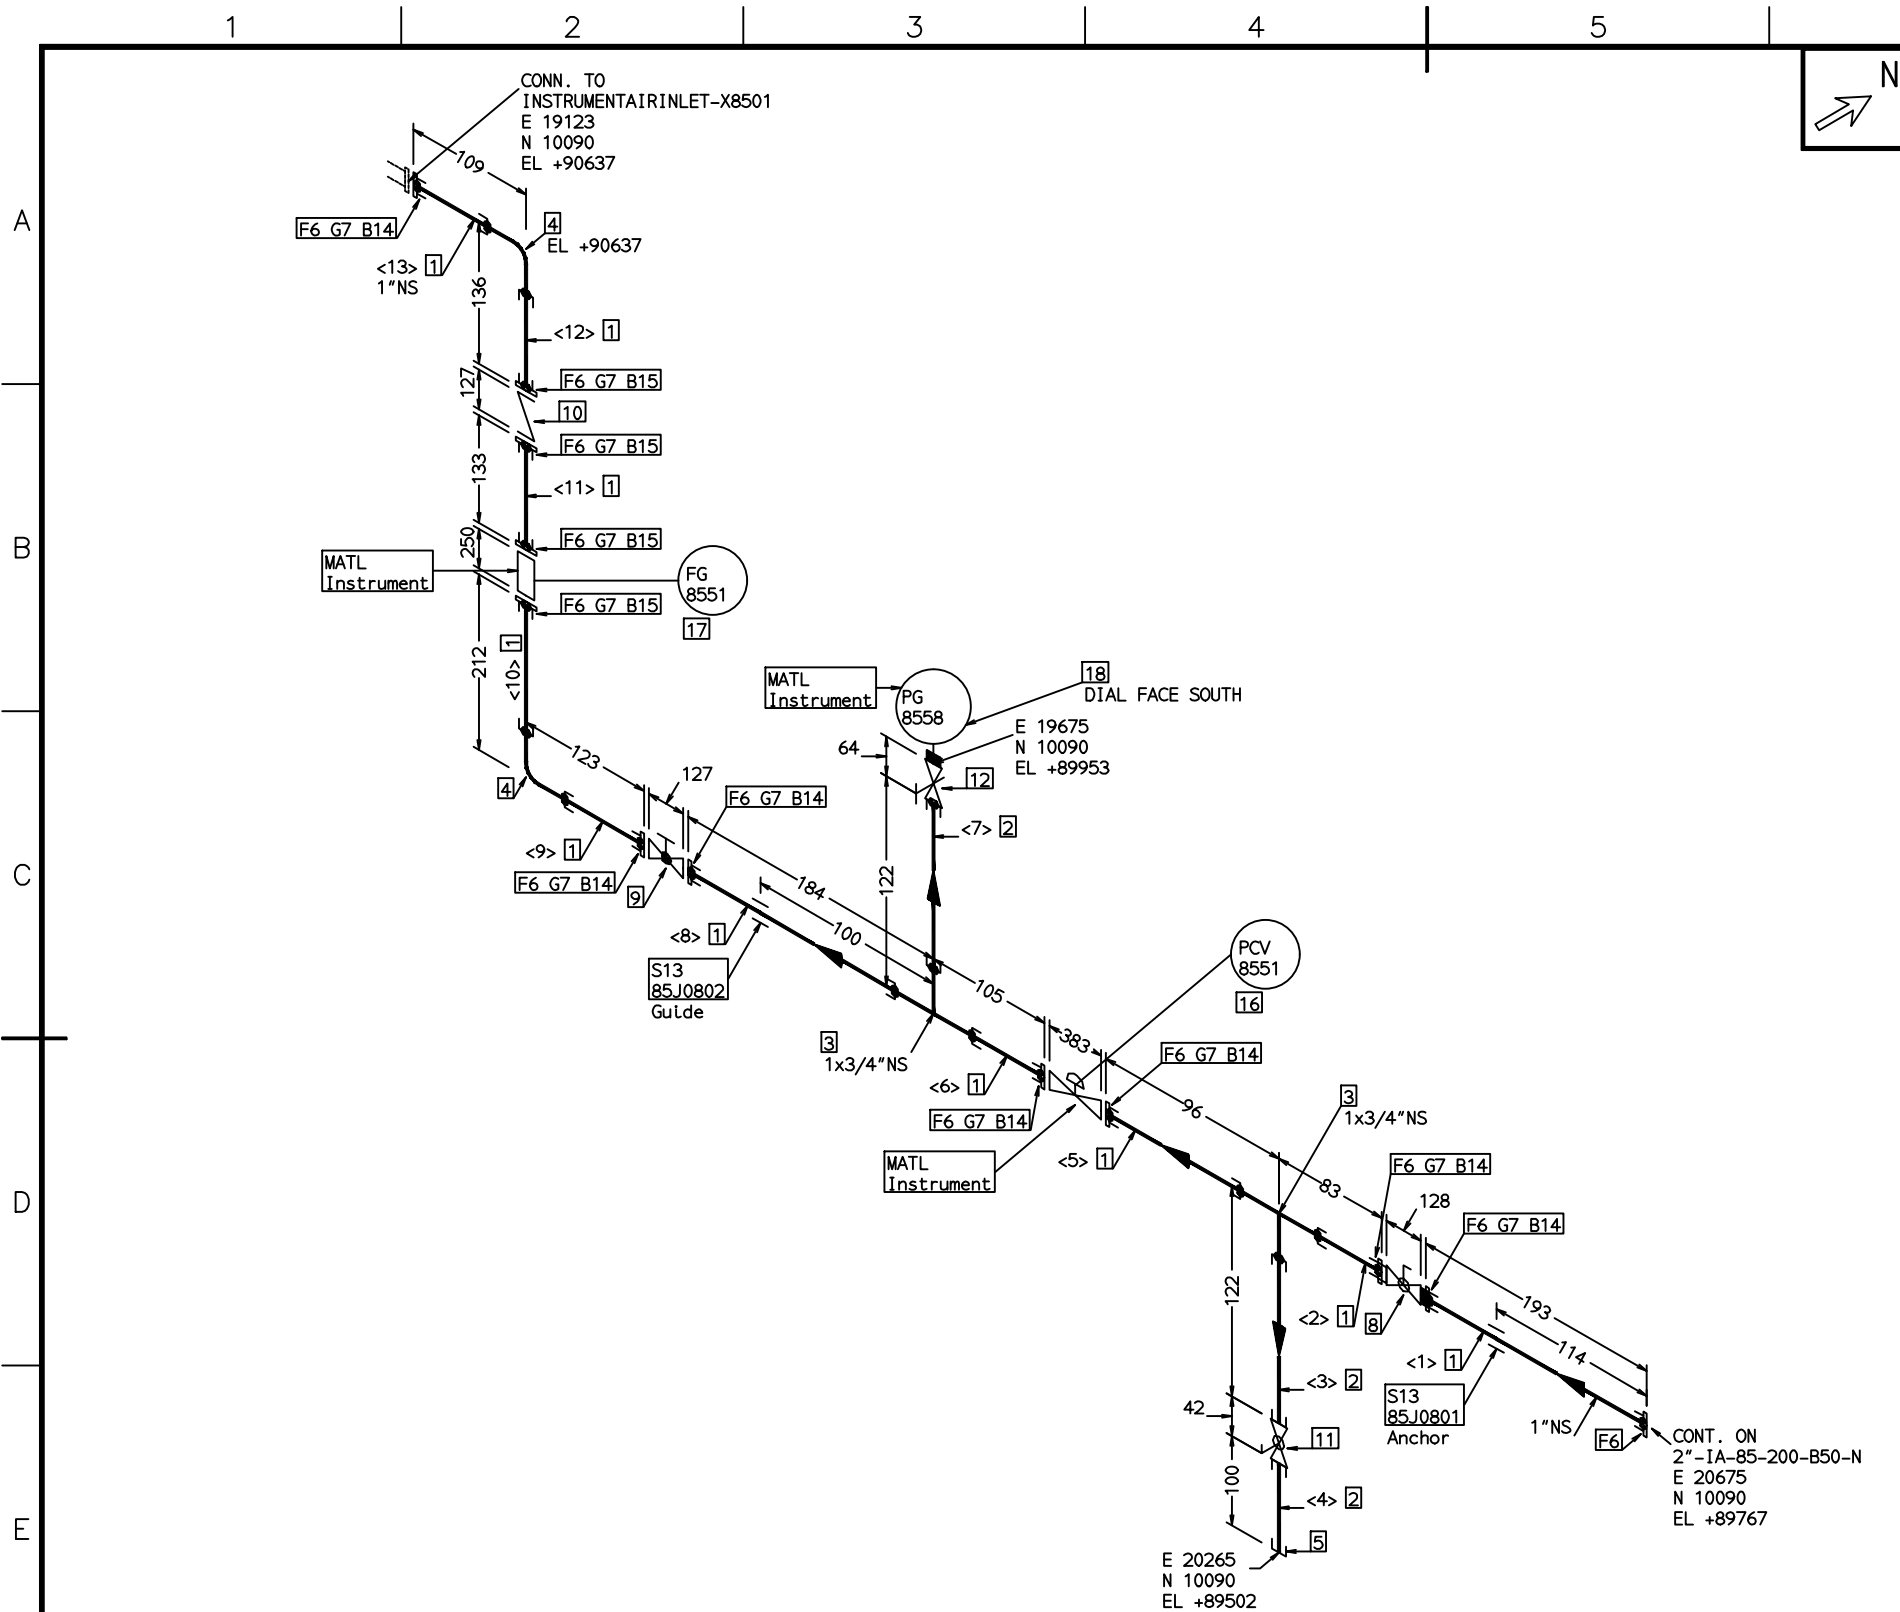 1
2
3
4
5
N
A
B
C
D
E
CONN. TO
INSTRUMENTAIRINLET-X8501
E 19123
N 10090
EL +90637
109
F6 G7 B14
4
EL +90637
<13> 1
1"NS
136
<12> 1
F6 G7 B15
127
10
F6 G7 B15
133
<11> 1
F6 G7 B15
250
MATL
Instrument
FG
8551
17
F6 G7 B15
212
<10> 1
MATL
Instrument
PG
8558
18
DIAL FACE SOUTH
E 19675
N 10090
EL +89953
64
12
123
127
4
F6 G7 B14
<7> 2
<9> 1
F6 G7 B14
9
122
184
100
<8> 1
S13
85J0802
Guide
105
PCV
8551
16
3
1x3/4"NS
383
F6 G7 B14
<6> 1
F6 G7 B14
96
3
1x3/4"NS
MATL
Instrument
<5> 1
F6 G7 B14
83
128
F6 G7 B14
122
<2> 1
8
193
114
<1> 1
<3> 2
S13
85J0801
Anchor
42
11
1"NS
F6
CONT. ON
2"-IA-85-200-B50-N
E 20675
N 10090
EL +89767
100
<4> 2
5
E 20265
N 10090
EL +89502